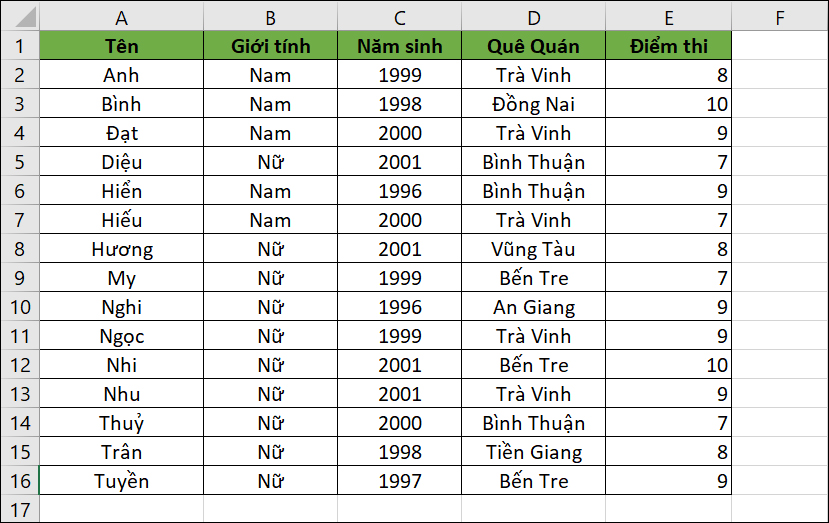 A B C D E F
1 Tên Giới tính Năm sinh Quê Quán Điểm thi
2 Anh Nam 1999 Trà Vinh 8
3 Bình Nam 1998 Đồng Nai 10
4 Đạt Nam 2000 Trà Vinh 9
5 Diệu Nữ 2001 Bình Thuận 7
6 Hiển Nam 1996 Bình Thuận 9
7 Hiếu Nam 2000 Trà Vinh 7
8 Hương Nữ 2001 Vũng Tàu 8
9 My Nữ 1999 Bến Tre 7
10 Nghi Nữ 1996 An Giang 9
11 Ngọc Nữ 1999 Trà Vinh 9
12 Nhi Nữ 2001 Bến Tre 10
13 Nhu Nữ 2001 Trà Vinh 9
14 Thuỷ Nữ 2000 Bình Thuận 7
15 Trân Nữ 1998 Tiền Giang 8
16 Tuyền Nữ 1997 Bến Tre 9
17